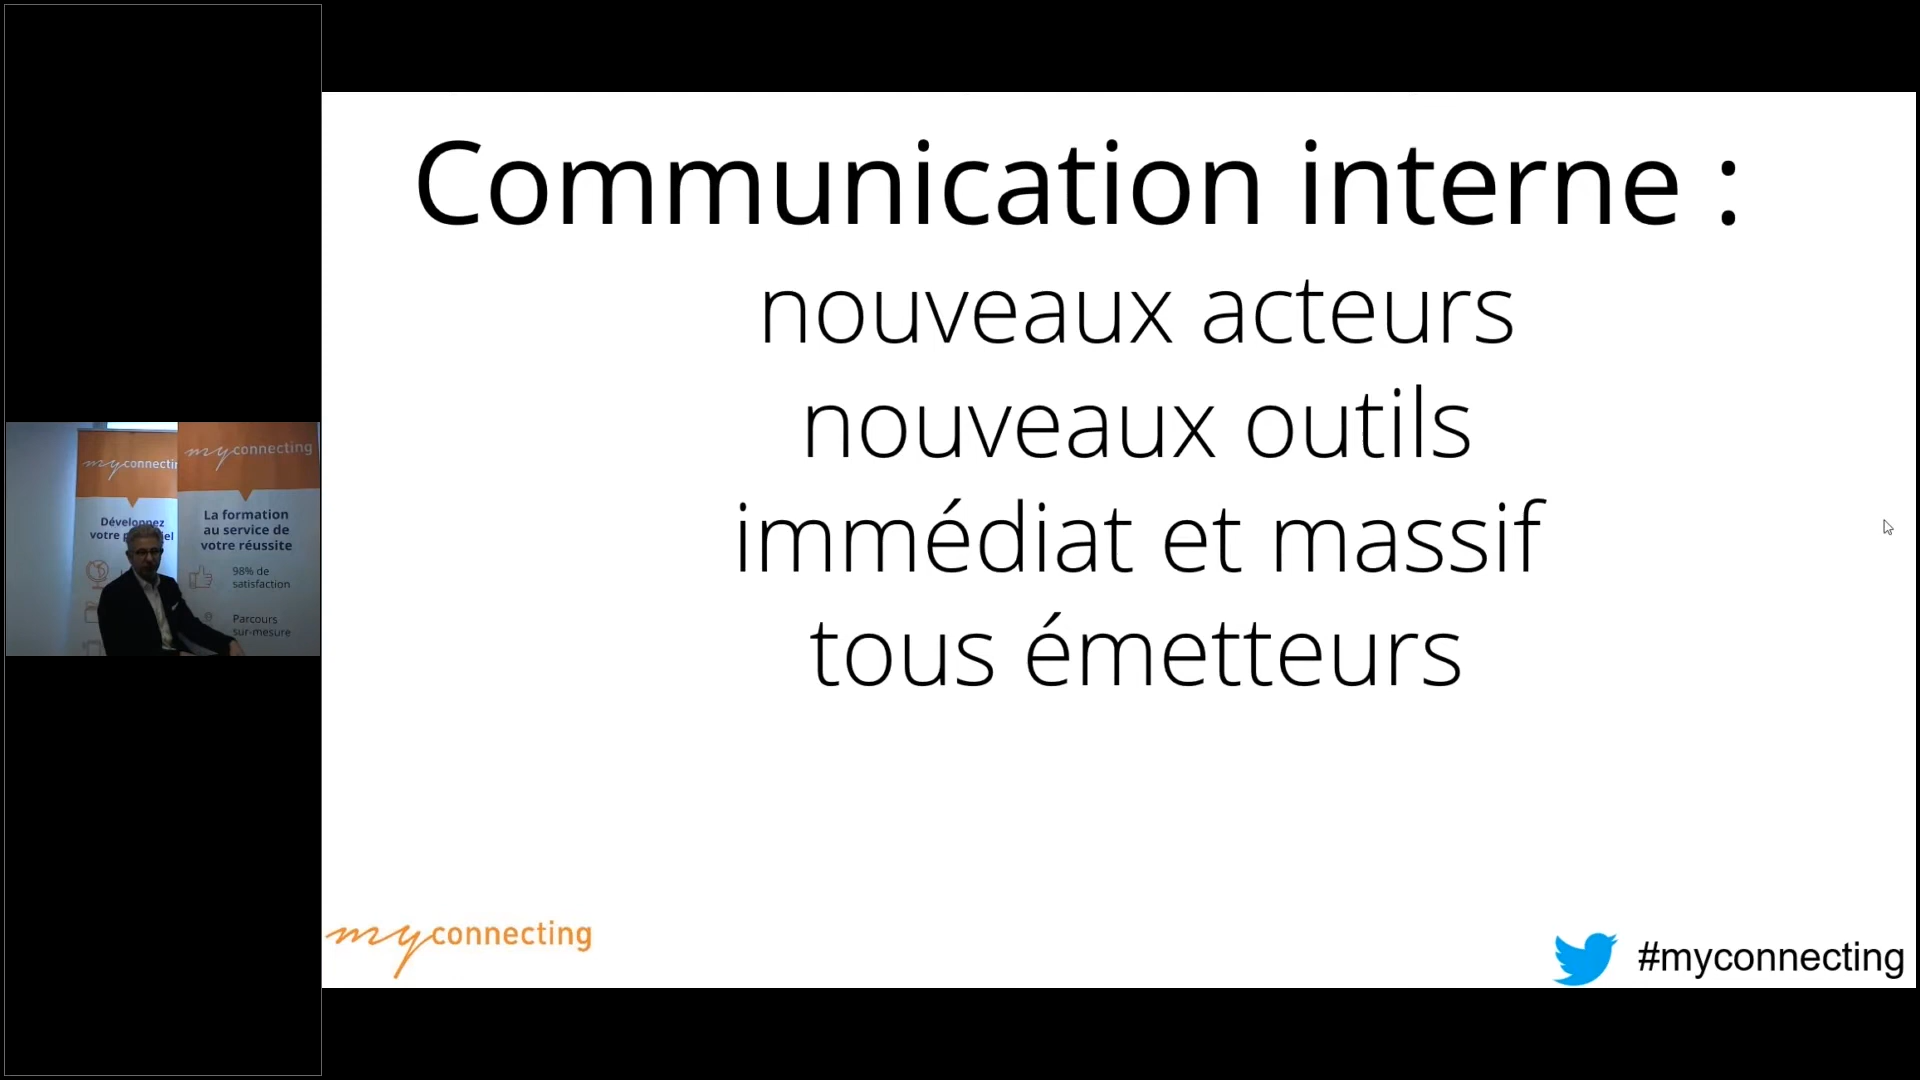 Communication interne :
nouveaux acteurs
nouveaux outils
immédiat et massif
tous émetteurs
myconnecting
#myconnecting
myconnecting
Développez
votre
myconnecting
La formation
au service de
votre réussite
98% de
satisfaction
Parcours
sur-mesure